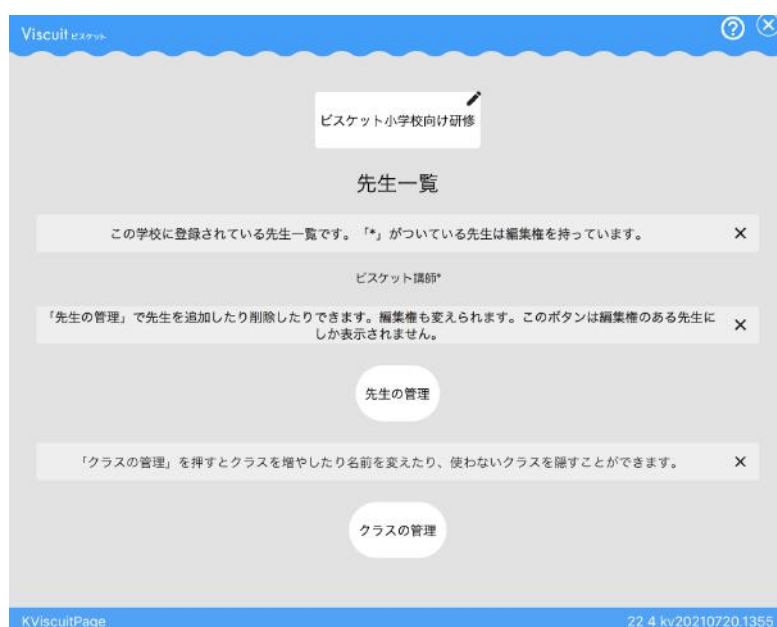 Viscuit ビスケット
ビスケット小学校向け研修
先生一覧
この学校に登録されている先生一覧です。「*」がついている先生は編集権を持っています。
ビスケット講師*
「先生の管理」で先生を追加したり削除したりできます。編集権も変えられます。このボタンは編集権のある先生に
しか表示されません。
先生の管理
「クラスの管理」を押すとクラスを増やしたり名前を変えたり、使わないクラスを隠すことができます。
クラスの管理
KViscuitPage
22 4 kv20210720.1355